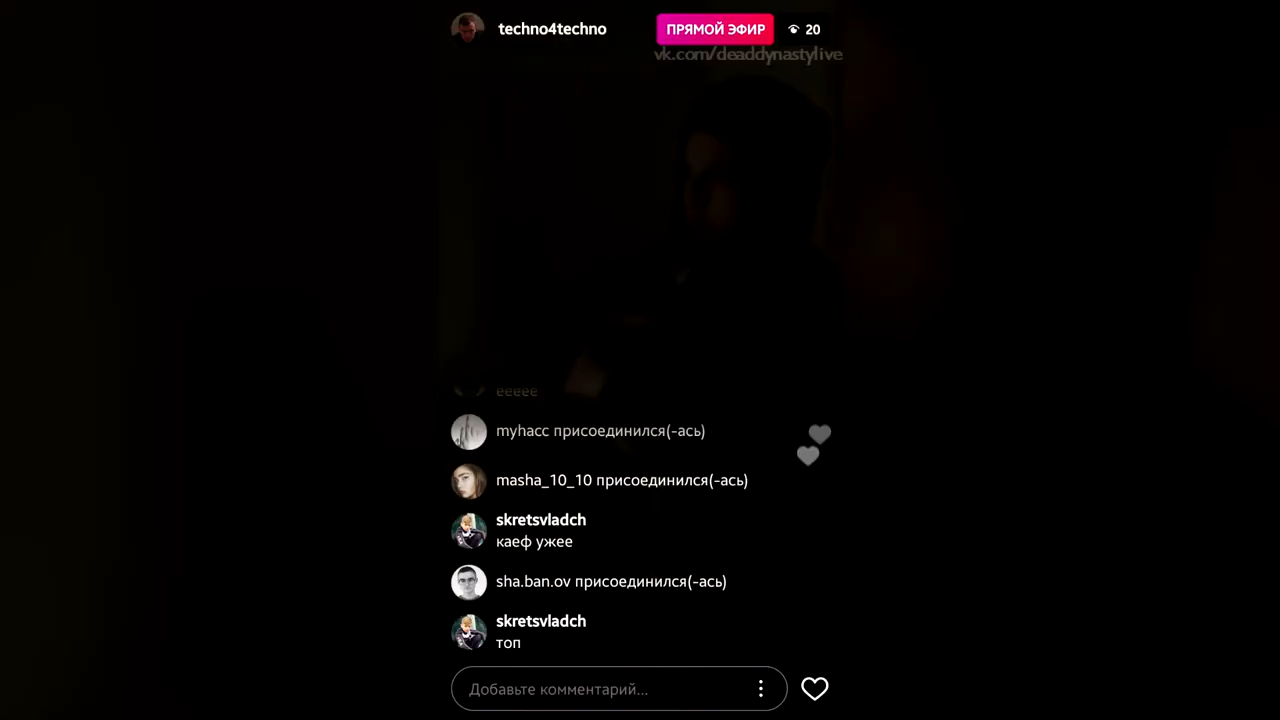 techno4techno
ПРЯМОЙ ЭФИР
20
vk.com/deaddynastylive
eeeee
myhacc присоединился(-ась)
masha_10_10 присоединился(-ась)
skretsvladch
каеф ужее
sha.ban.ov присоединился(-ась)
skretsvladch
топ
Добавьте комментарий...